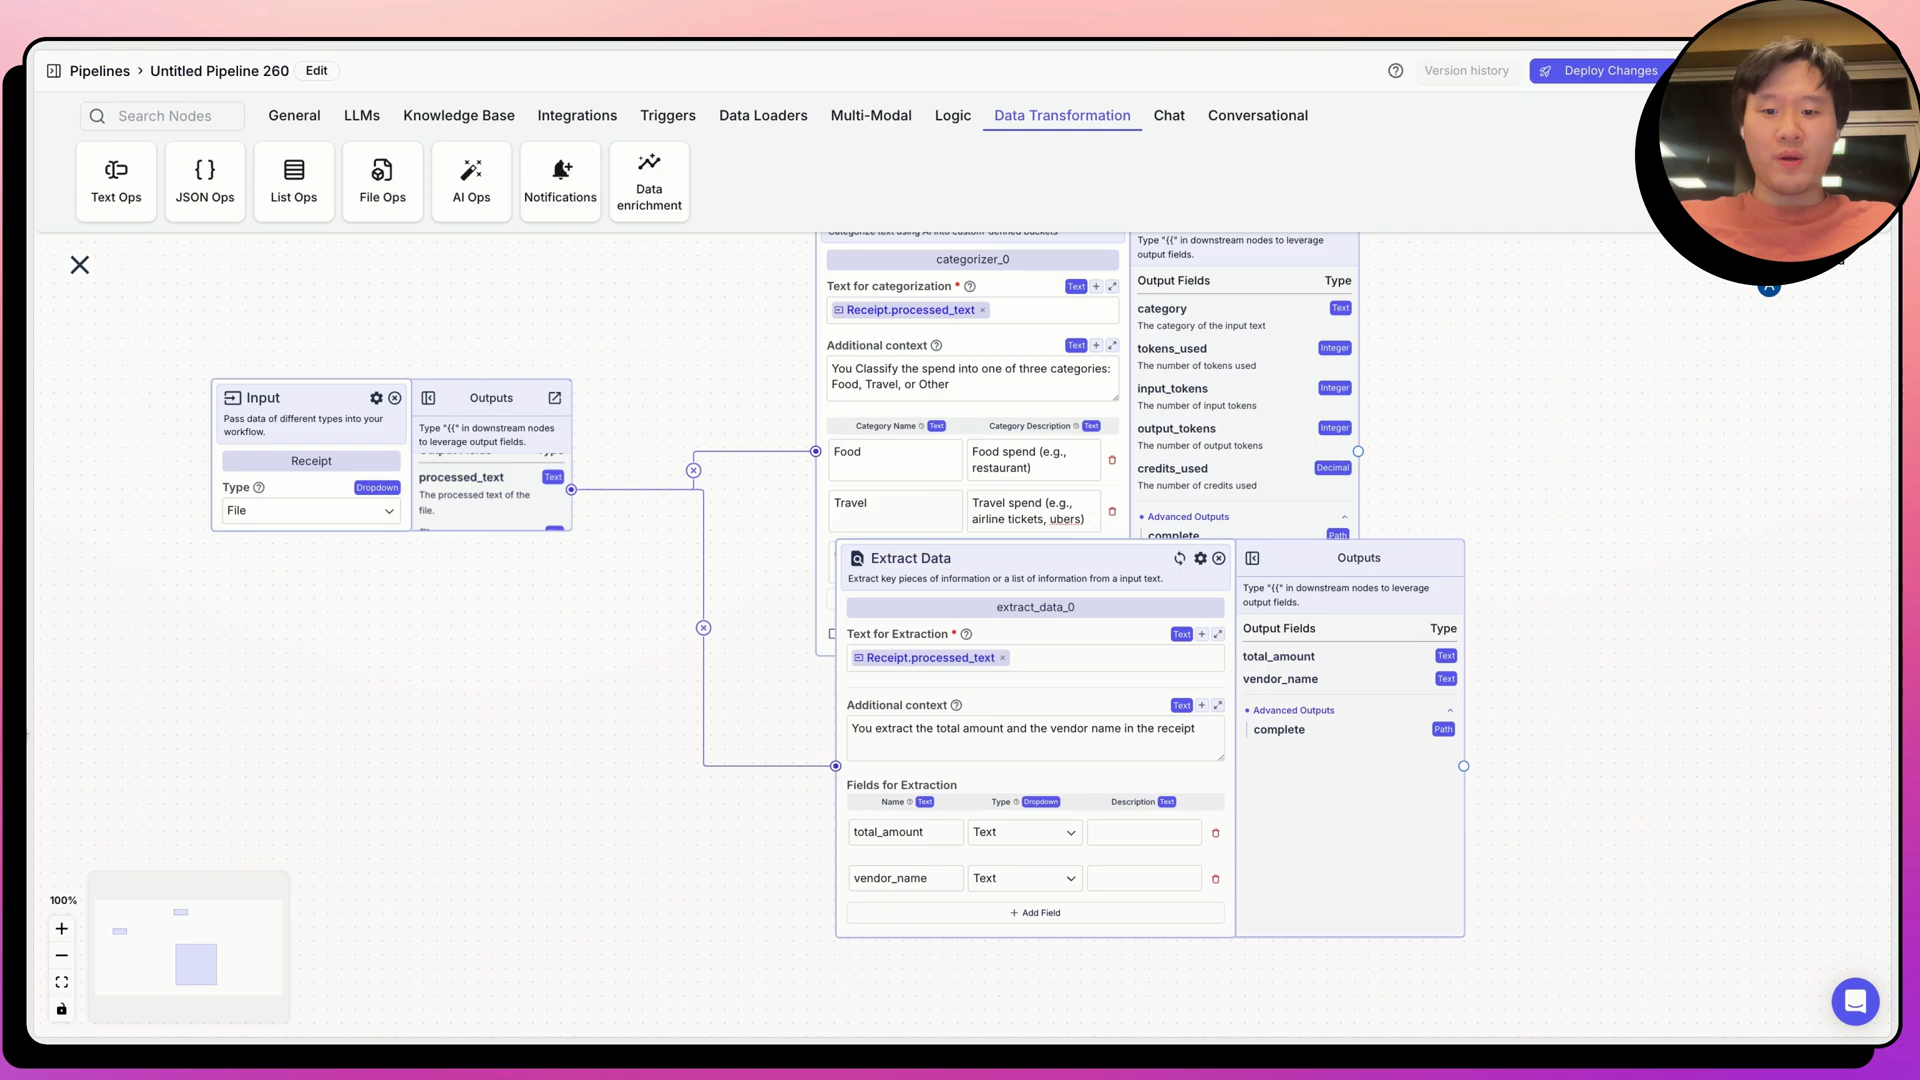 Pipelines > Untitled Pipeline 260 Edit
Version history
Deploy Changes
Search Nodes
General
LLMs
Knowledge Base
Integrations
Triggers
Data Loaders
Multi-Modal
Logic
Data Transformation
Chat
Conversational
Text Ops
JSON Ops
List Ops
File Ops
AI Ops
Notifications
Data
enrichment
Input
Pass data of different types into your
workflow.
Receipt
Type
Dropdown
File
Outputs
Type "{{" in downstream nodes
to leverage output fields.
processed_text
Text
The processed text of the
file.
Categorize text using AI into custom-defined buckets
categorizer_0
Text for categorization *
Text
Receipt.processed_text ×
Additional context
Text
You Classify the spend into one of three categories:
Food, Travel, or Other
Category Name Text
Category Description Text
Food
Food spend (e.g.,
restaurant)
Travel
Travel spend (e.g.,
airline tickets, ubers)
Type "{{" in downstream nodes to leverage
output fields.
Output Fields
Type
category
Text
The category of the input text
tokens_used
Integer
The number of tokens used
input_tokens
Integer
The number of input tokens
output_tokens
Integer
The number of output tokens
credits_used
Decimal
The number of credits used
Advanced Outputs
complete
Path
Extract Data
Extract key pieces of information or a list of information from a input text.
extract_data_0
Text for Extraction *
Text
Receipt.processed_text ×
Additional context
Text
You extract the total amount and the vendor name in the receipt
Fields for Extraction
Name Text
Type Dropdown
Description Text
total_amount
Text
vendor_name
Text
+ Add Field
Outputs
Type "{{" in downstream nodes to leverage
output fields.
Output Fields
Type
total_amount
Text
vendor_name
Text
Advanced Outputs
complete
Path
100%